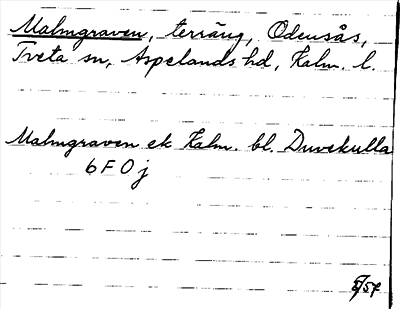 Malmgraven, terräng, Odensås,
Tveta sn, Aspelands hd, Kalm. l.
Malmgraven ek Kalm. bl. Duvekulla
6 F 0 j